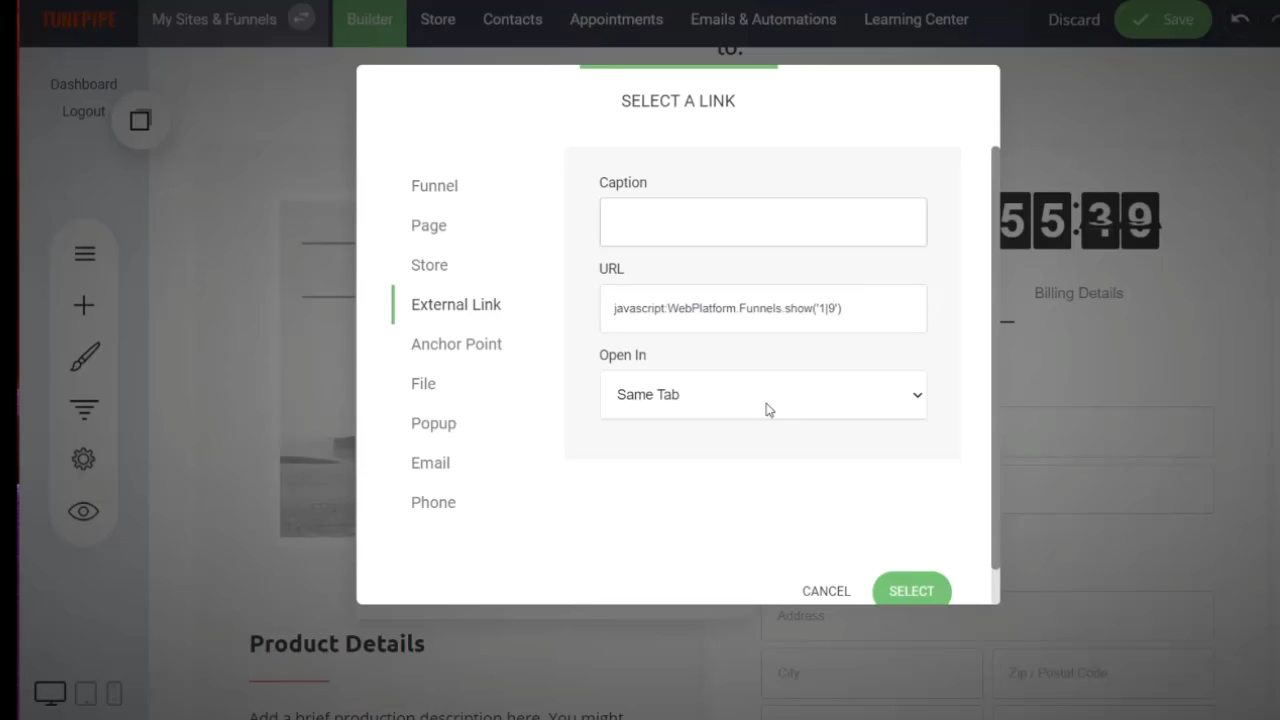 TUNEPIPE
My Sites & Funnels
Builder
Store
Contacts
Appointments
Emails & Automations
Learning Center
Discard
Save
to:
Dashboard
Logout
SELECT A LINK
Funnel
Page
Store
External Link
Anchor Point
File
Popup
Email
Phone
Caption
URL
javascript:WebPlatform.Funnels.show('1|9')
Open In
Same Tab
CANCEL
SELECT
55:39
Billing Details
Address
City
Zip / Postal Code
Product Details
Add a brief production description here. You might